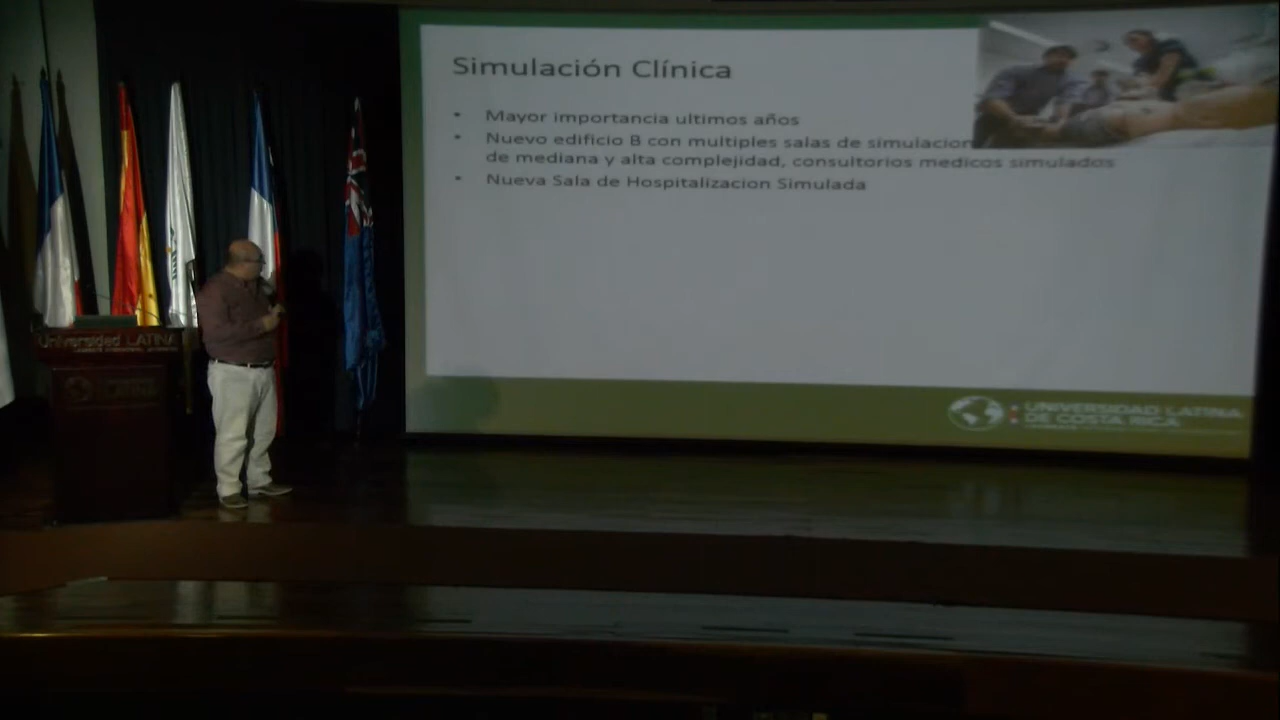 Simulación Clínica
• Mayor importancia ultimos años
• Nuevo edificio B con multiples salas de simulacion
de mediana y alta complejidad, consultorios medicos simulados
• Nueva Sala de Hospitalizacion Simulada
UNIVERSIDAD LATINA
DE COSTA RICA
Universidad LATINA